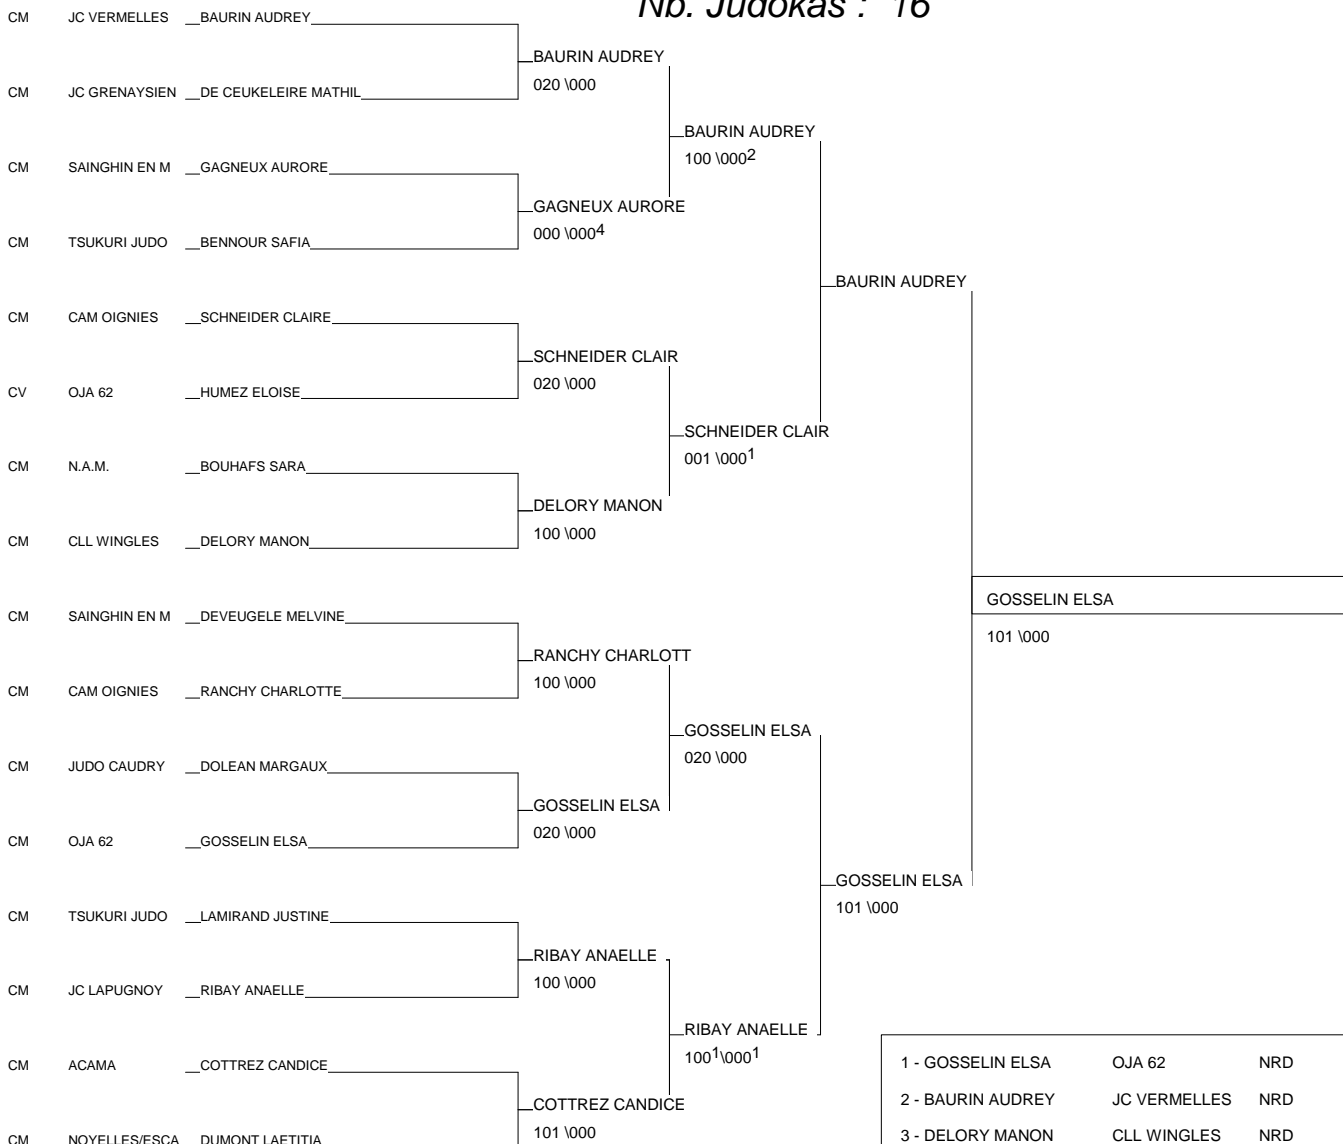 Nb. Judokas : 16
CM JC VERMELLES BAURIN AUDREY
BAURIN AUDREY
020 \000
CM JC GRENAYSIEN DE CEUKELEIRE MATHIL
BAURIN AUDREY
100 \000²
CM SAINGHIN EN M GAGNEUX AURORE
GAGNEUX AURORE
000 \000⁴
CM TSUKURI JUDO BENNOUR SAFIA
BAURIN AUDREY
CM CAM OIGNIES SCHNEIDER CLAIRE
SCHNEIDER CLAIR
020 \000
CV OJA 62 HUMEZ ELOISE
SCHNEIDER CLAIR
001 \000¹
CM N.A.M. BOUHAFS SARA
DELORY MANON
100 \000
CM CLL WINGLES DELORY MANON
GOSSELIN ELSA
101 \000
CM SAINGHIN EN M DEVEUGELE MELVINE
RANCHY CHARLOTT
100 \000
CM CAM OIGNIES RANCHY CHARLOTTE
GOSSELIN ELSA
020 \000
CM JUDO CAUDRY DOLEAN MARGAUX
GOSSELIN ELSA
020 \000
CM OJA 62 GOSSELIN ELSA
GOSSELIN ELSA
101 \000
CM TSUKURI JUDO LAMIRAND JUSTINE
RIBAY ANAELLE
100 \000
CM JC LAPUGNOY RIBAY ANAELLE
RIBAY ANAELLE
100¹\000¹
CM ACAMA COTTREZ CANDICE
COTTREZ CANDICE
101 \000
CM NOYELLES/ESCA DUMONT LAETITIA
1 - GOSSELIN ELSA OJA 62 NRD
2 - BAURIN AUDREY JC VERMELLES NRD
3 - DELORY MANON CLL WINGLES NRD